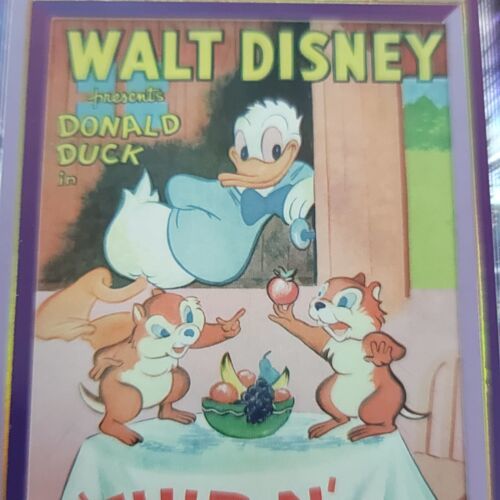 WALT DISNEY
presents
DONALD
DUCK
in